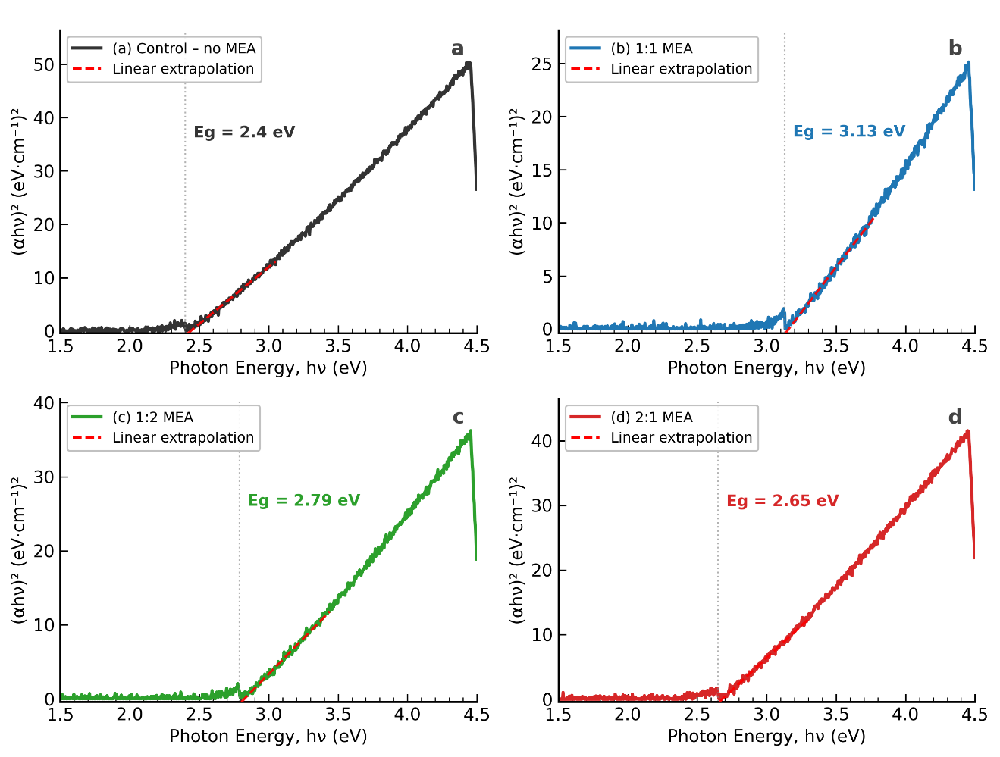 (a) Control – no MEA
Linear extrapolation
a
Eg = 2.4 eV
50
40
30
20
10
0
1.5 2.0 2.5 3.0 3.5 4.0 4.5
(αhν)² (eV·cm⁻¹)²
Photon Energy, hν (eV)
(b) 1:1 MEA
Linear extrapolation
b
Eg = 3.13 eV
25
20
15
10
5
0
1.5 2.0 2.5 3.0 3.5 4.0 4.5
(αhν)² (eV·cm⁻¹)²
Photon Energy, hν (eV)
(c) 1:2 MEA
Linear extrapolation
c
Eg = 2.79 eV
40
30
20
10
0
1.5 2.0 2.5 3.0 3.5 4.0 4.5
(αhν)² (eV·cm⁻¹)²
Photon Energy, hν (eV)
(d) 2:1 MEA
Linear extrapolation
d
Eg = 2.65 eV
40
30
20
10
0
1.5 2.0 2.5 3.0 3.5 4.0 4.5
(αhν)² (eV·cm⁻¹)²
Photon Energy, hν (eV)